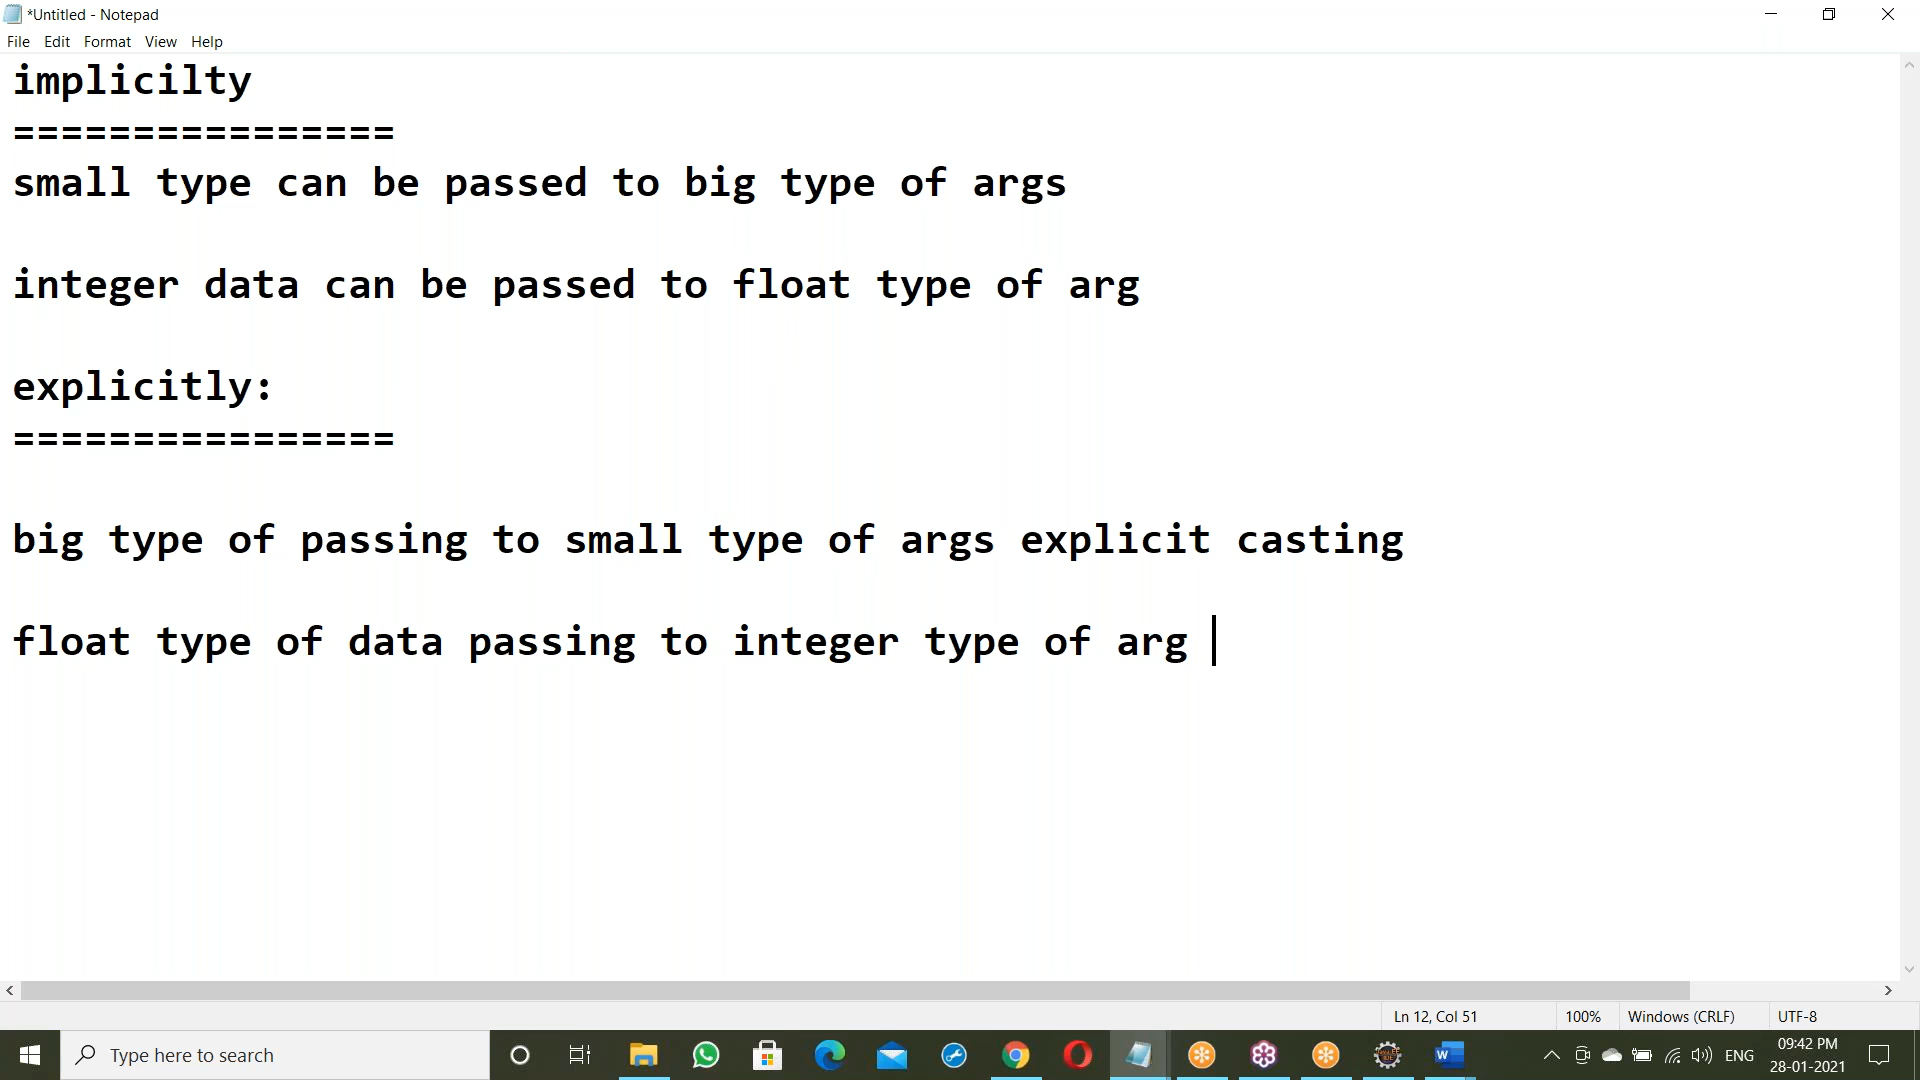 *Untitled - Notepad
File Edit Format View Help
implicilty
================
small type can be passed to big type of args
integer data can be passed to float type of arg
explicitly:
================
big type of passing to small type of args explicit casting
float type of data passing to integer type of arg
Ln 12, Col 51 100% Windows (CRLF) UTF-8
Type here to search ENG 09:42 PM
28-01-2021